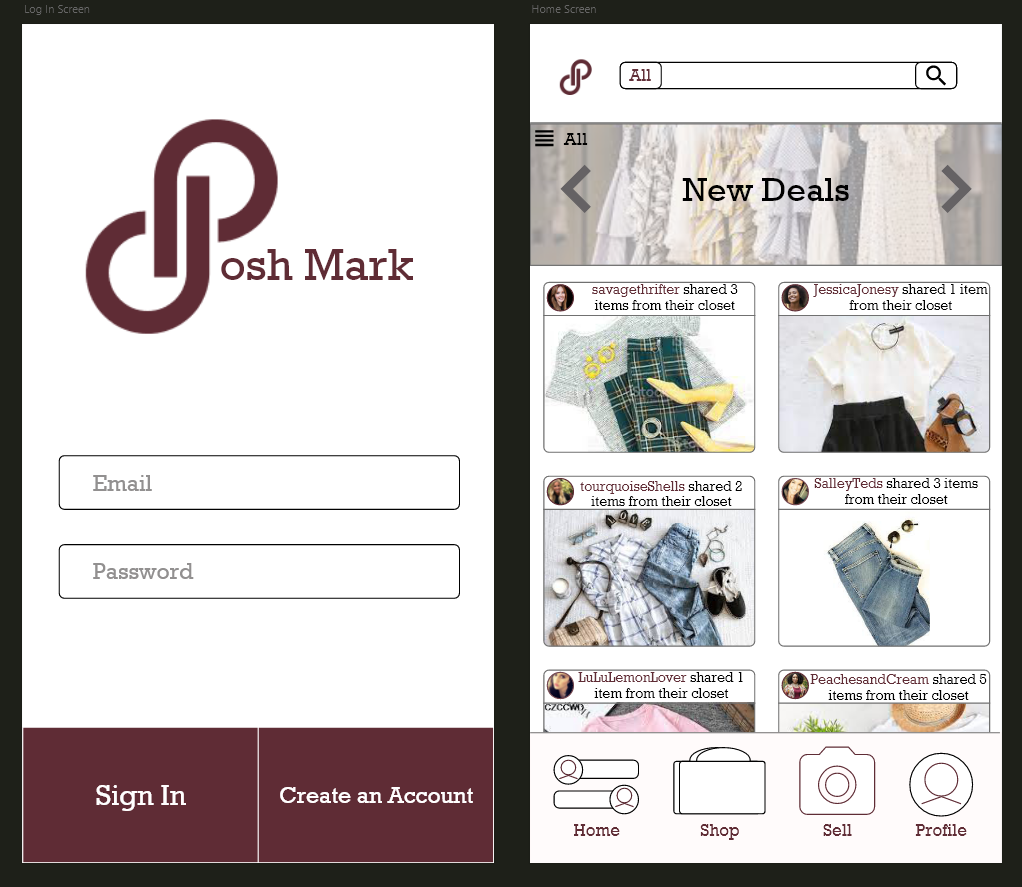 Log In Screen
osh Mark
Email
Password
Sign In
Create an Account
Home Screen
All
All
New Deals
savagethrifter shared 3
items from their closet
JessicaJonesy shared 1 item
from their closet
tourquoiseShells shared 2
items from their closet
SalleyTeds shared 3 items
from their closet
LuLuLemonLover shared 1
item from their closet
PeachesandCream shared 5
items from their closet
Home
Shop
Sell
Profile